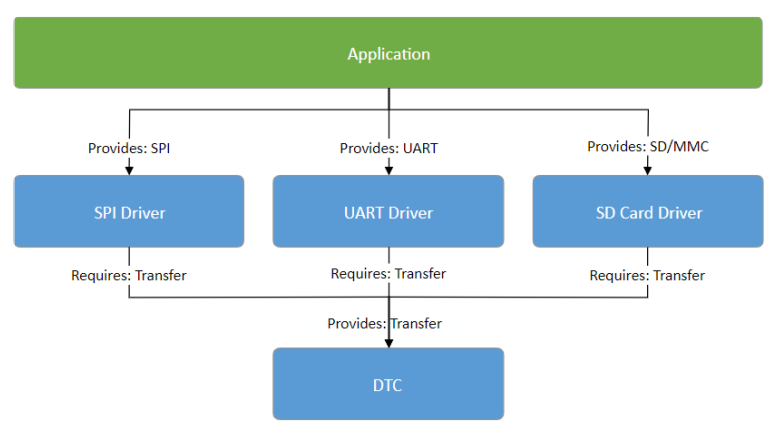 Application
Provides: SPI
Provides: UART
Provides: SD/MMC
SPI Driver
UART Driver
SD Card Driver
Requires: Transfer
Requires: Transfer
Requires: Transfer
Provides: Transfer
DTC